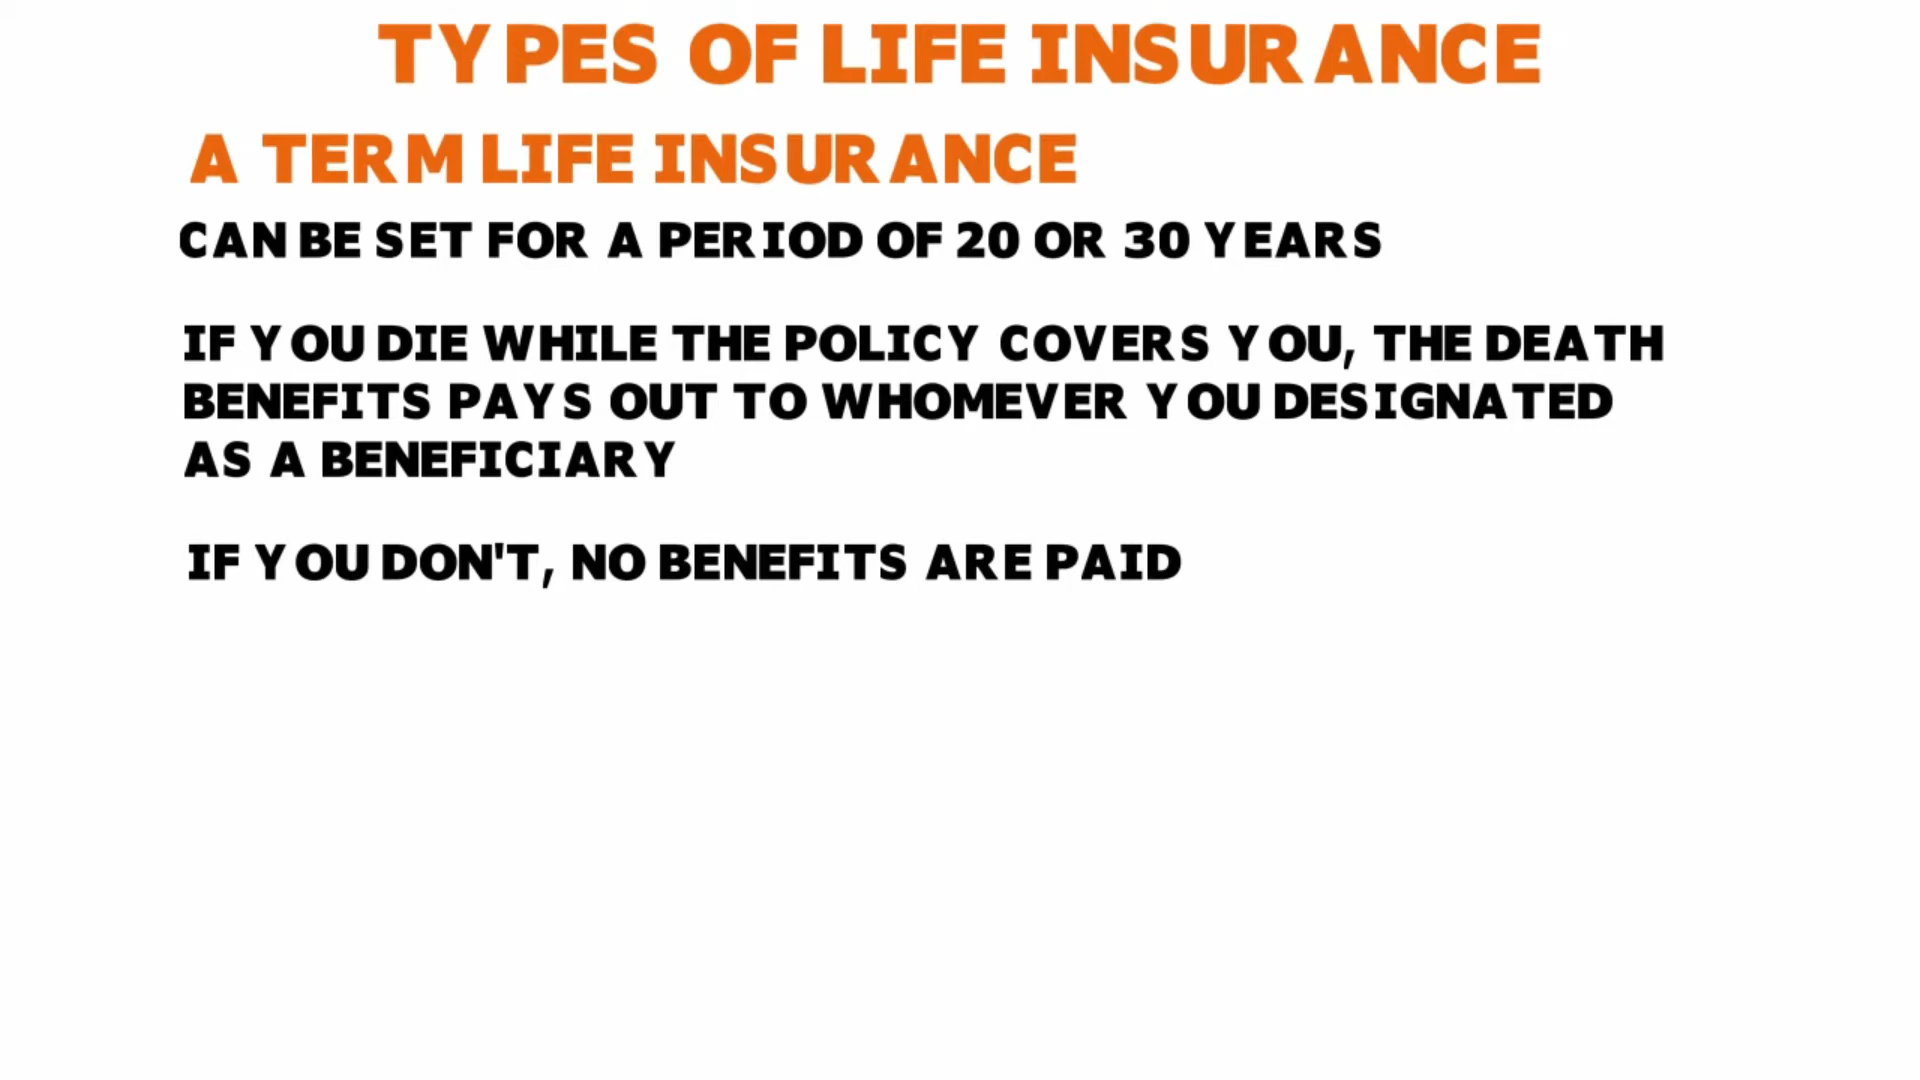 TYPES OF LIFE INSURANCE
A TERM LIFE INSURANCE
CAN BE SET FOR A PERIOD OF 20 OR 30 YEARS
IF YOU DIE WHILE THE POLICY COVERS YOU, THE DEATH
BENEFITS PAYS OUT TO WHOMEVER YOU DESIGNATED
AS A BENEFICIARY
IF YOU DON'T, NO BENEFITS ARE PAID